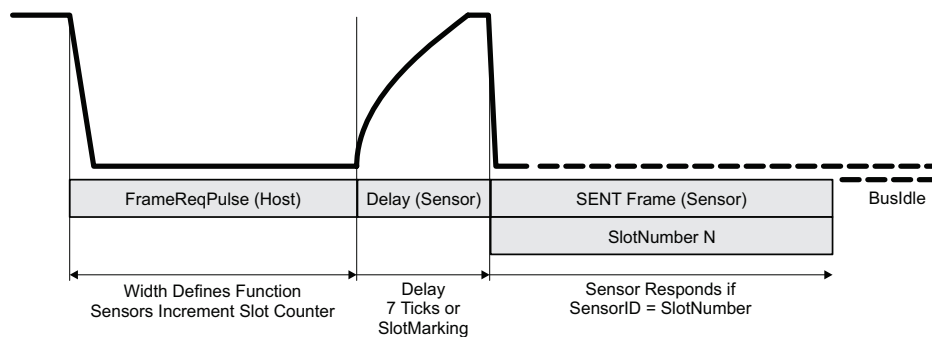 FrameReqPulse (Host)
Delay (Sensor)
SENT Frame (Sensor)
BusIdle
SlotNumber N
Width Defines Function
Sensors Increment Slot Counter
Delay
7 Ticks or
SlotMarking
Sensor Responds if
SensorID = SlotNumber